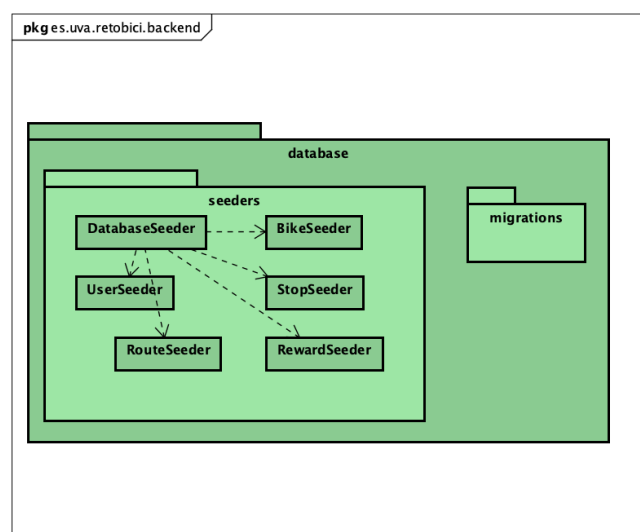 pkg es.uva.retobici.backend
database
seeders
migrations
DatabaseSeeder
BikeSeeder
UserSeeder
StopSeeder
RouteSeeder
RewardSeeder